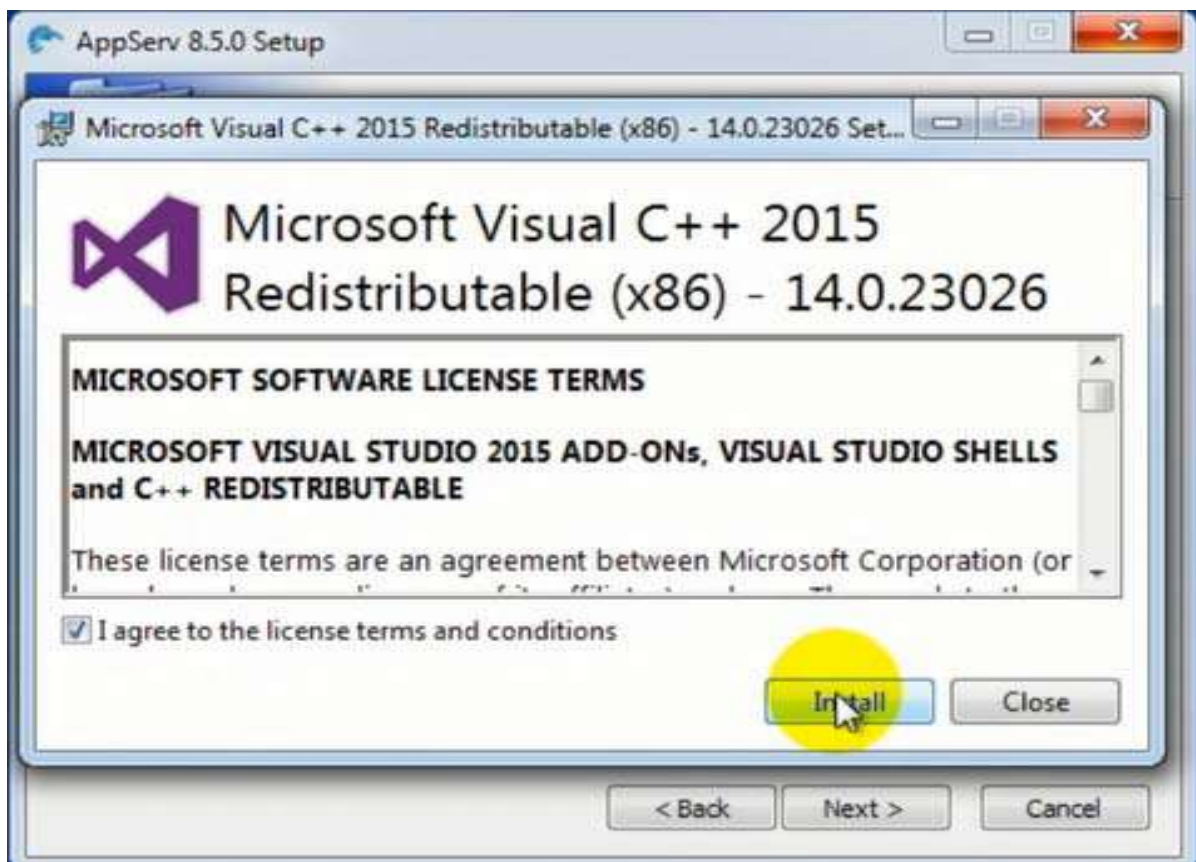 AppServ 8.5.0 Setup
Microsoft Visual C++ 2015 Redistributable (x86) - 14.0.23026 Set...
Microsoft Visual C++ 2015
Redistributable (x86) - 14.0.23026
MICROSOFT SOFTWARE LICENSE TERMS
MICROSOFT VISUAL STUDIO 2015 ADD-ONs, VISUAL STUDIO SHELLS
and C++ REDISTRIBUTABLE
These license terms are an agreement between Microsoft Corporation (or
I agree to the license terms and conditions
Install Close
< Back Next > Cancel